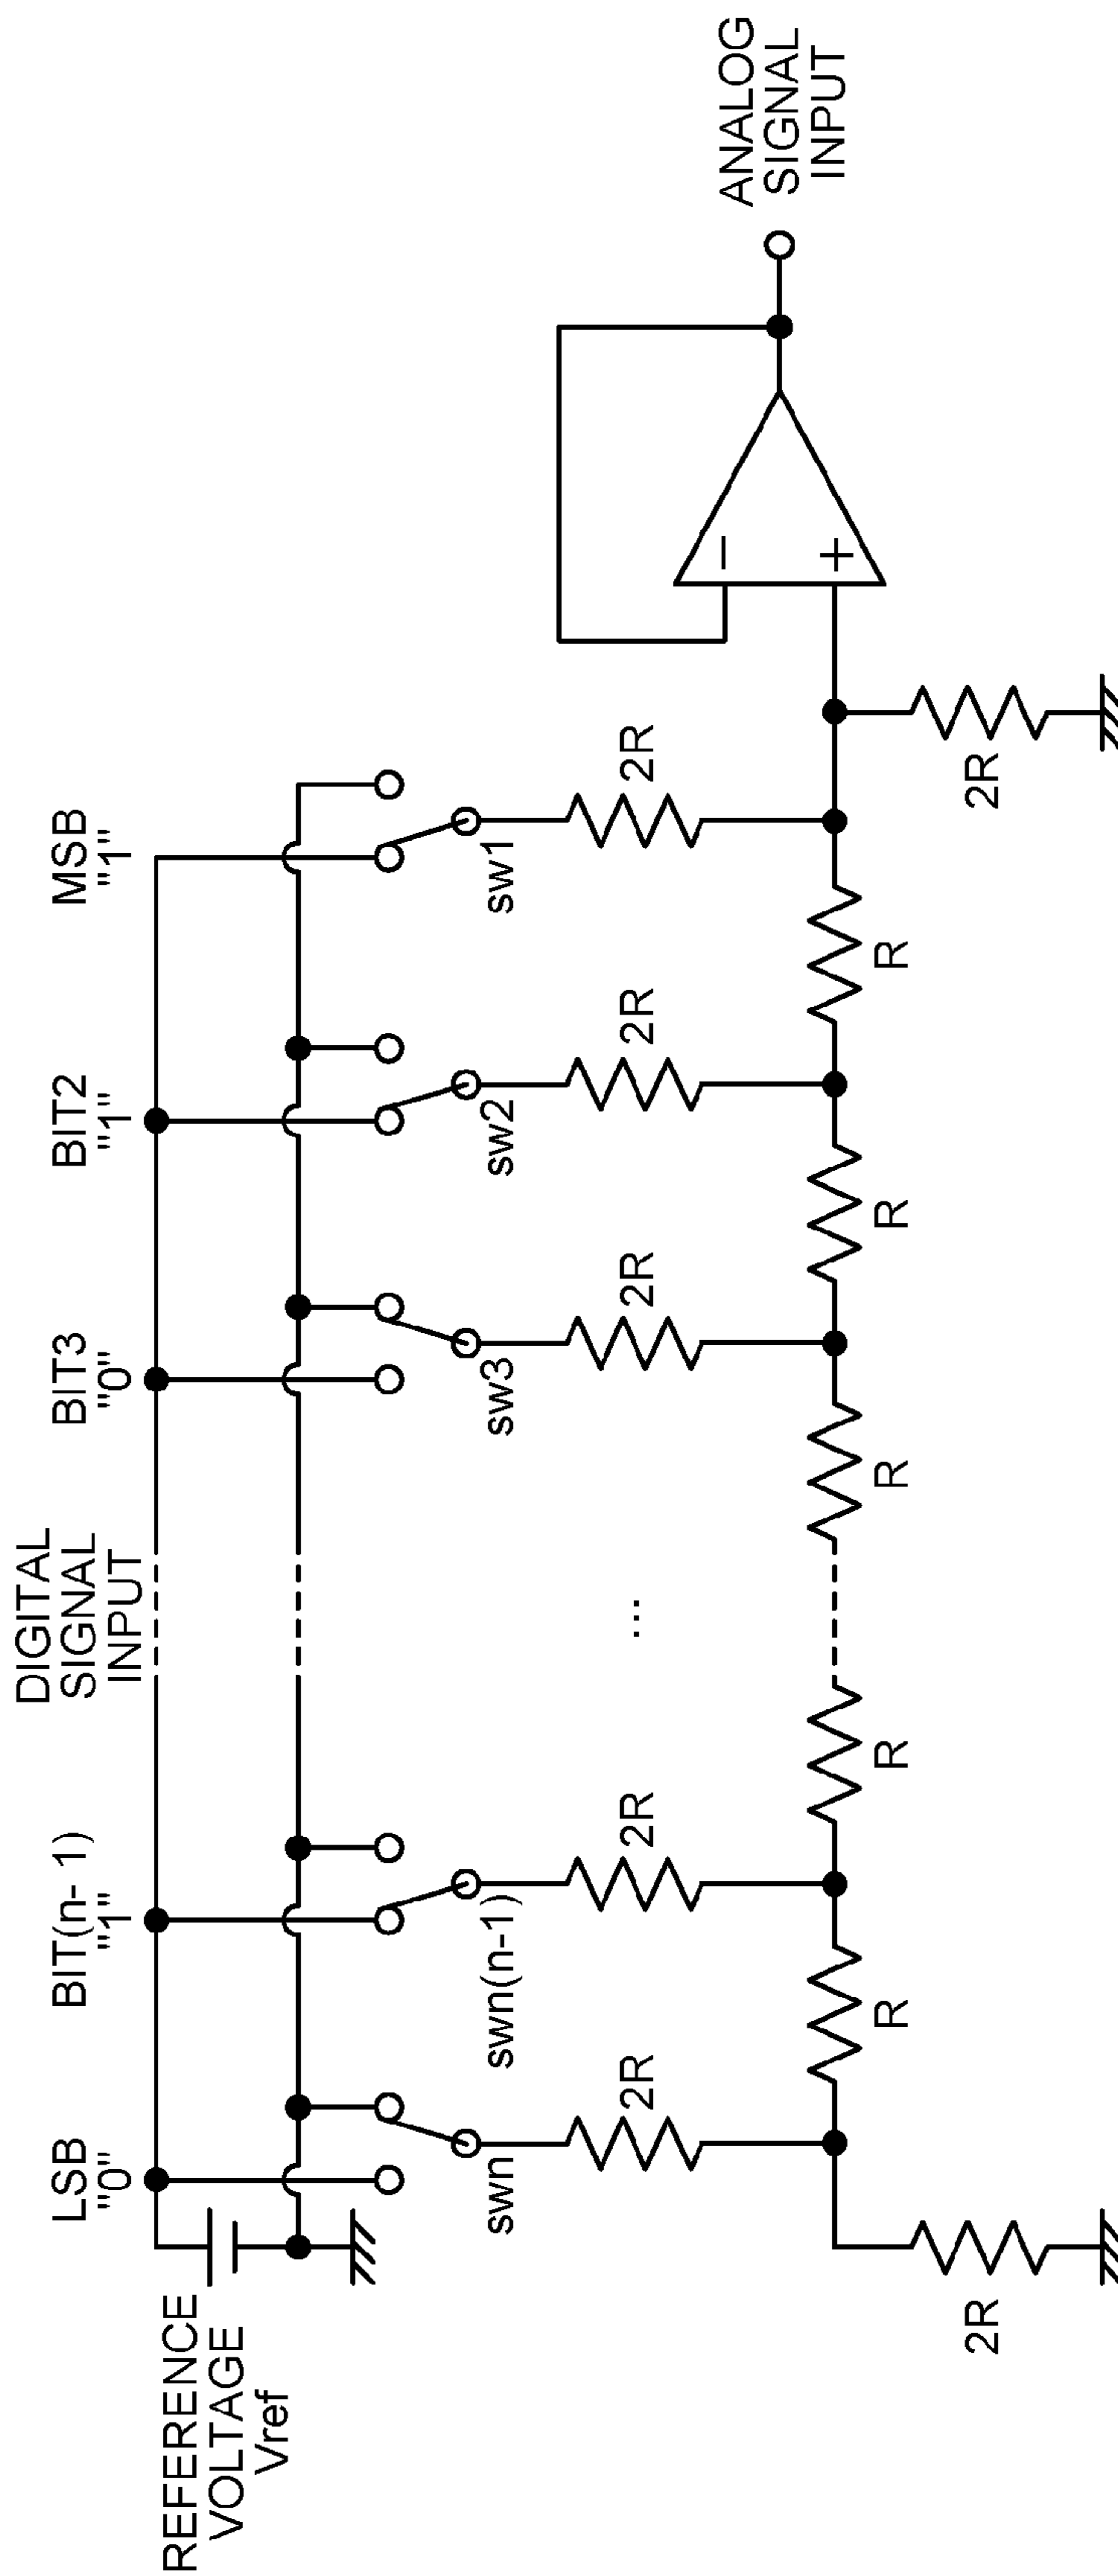 DIGITAL
SIGNAL
INPUT
LSB
"0"
BIT(n- 1)
"1"
BIT3
"0"
BIT2
"1"
MSB
"1"
REFERENCE
VOLTAGE
Vref
swn
swn(n-1)
sw3
sw2
sw1
2R
2R
...
2R
2R
2R
ANALOG
SIGNAL
INPUT
−
+
R
R
R
R
R
2R
2R